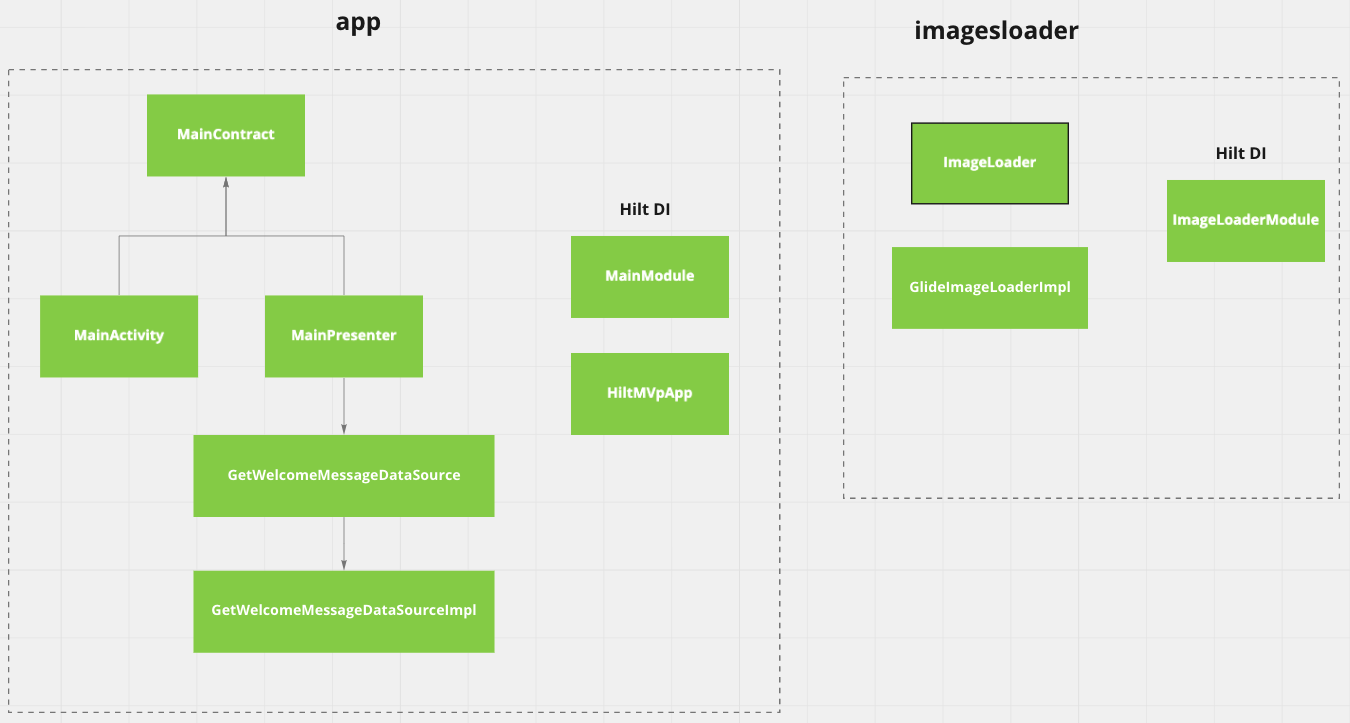 app
MainContract
MainActivity
MainPresenter
GetWelcomeMessageDataSource
GetWelcomeMessageDataSourceImpl
Hilt DI
MainModule
HiltMVpApp
imagesloader
ImageLoader
GlideImageLoaderImpl
Hilt DI
ImageLoaderModule